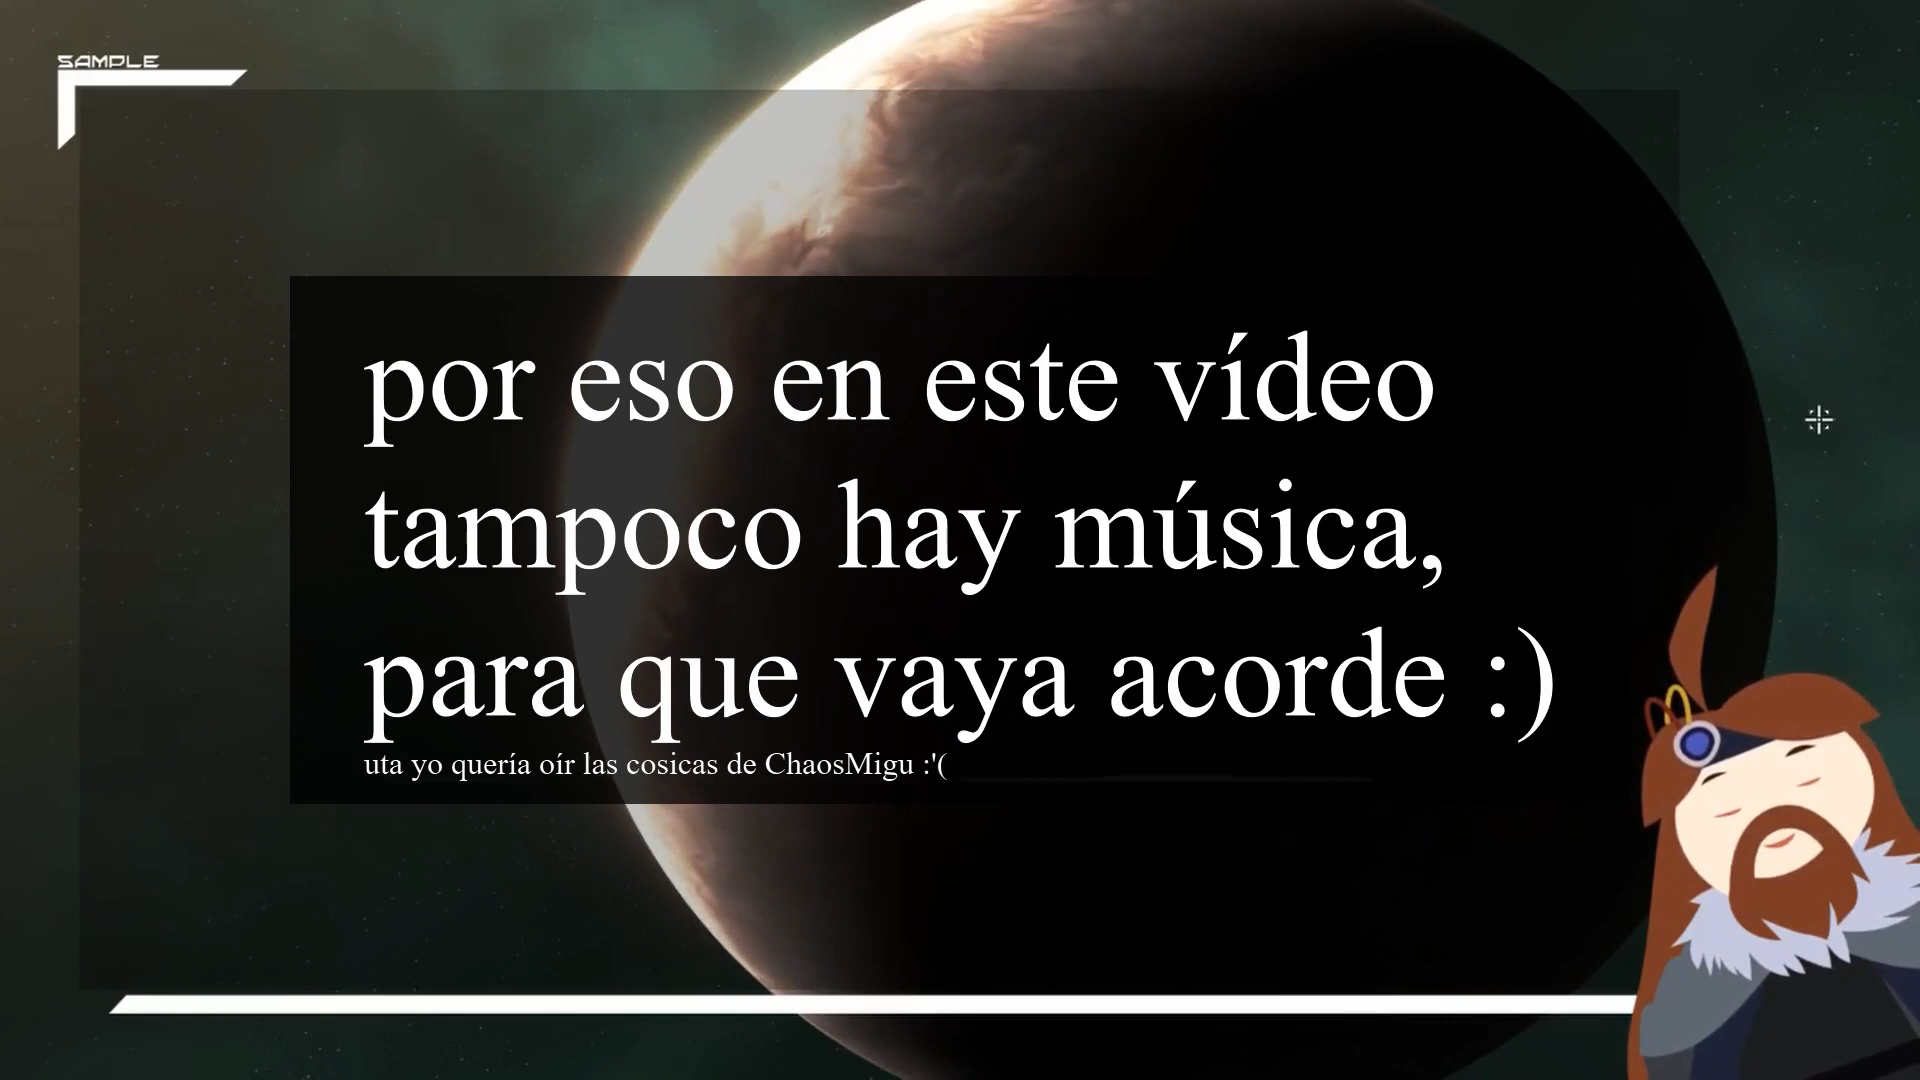 SAMPLE
por eso en este vídeo
tampoco hay música,
para que vaya acorde :)
uta yo quería oír las cosicas de ChaosMigu :'(